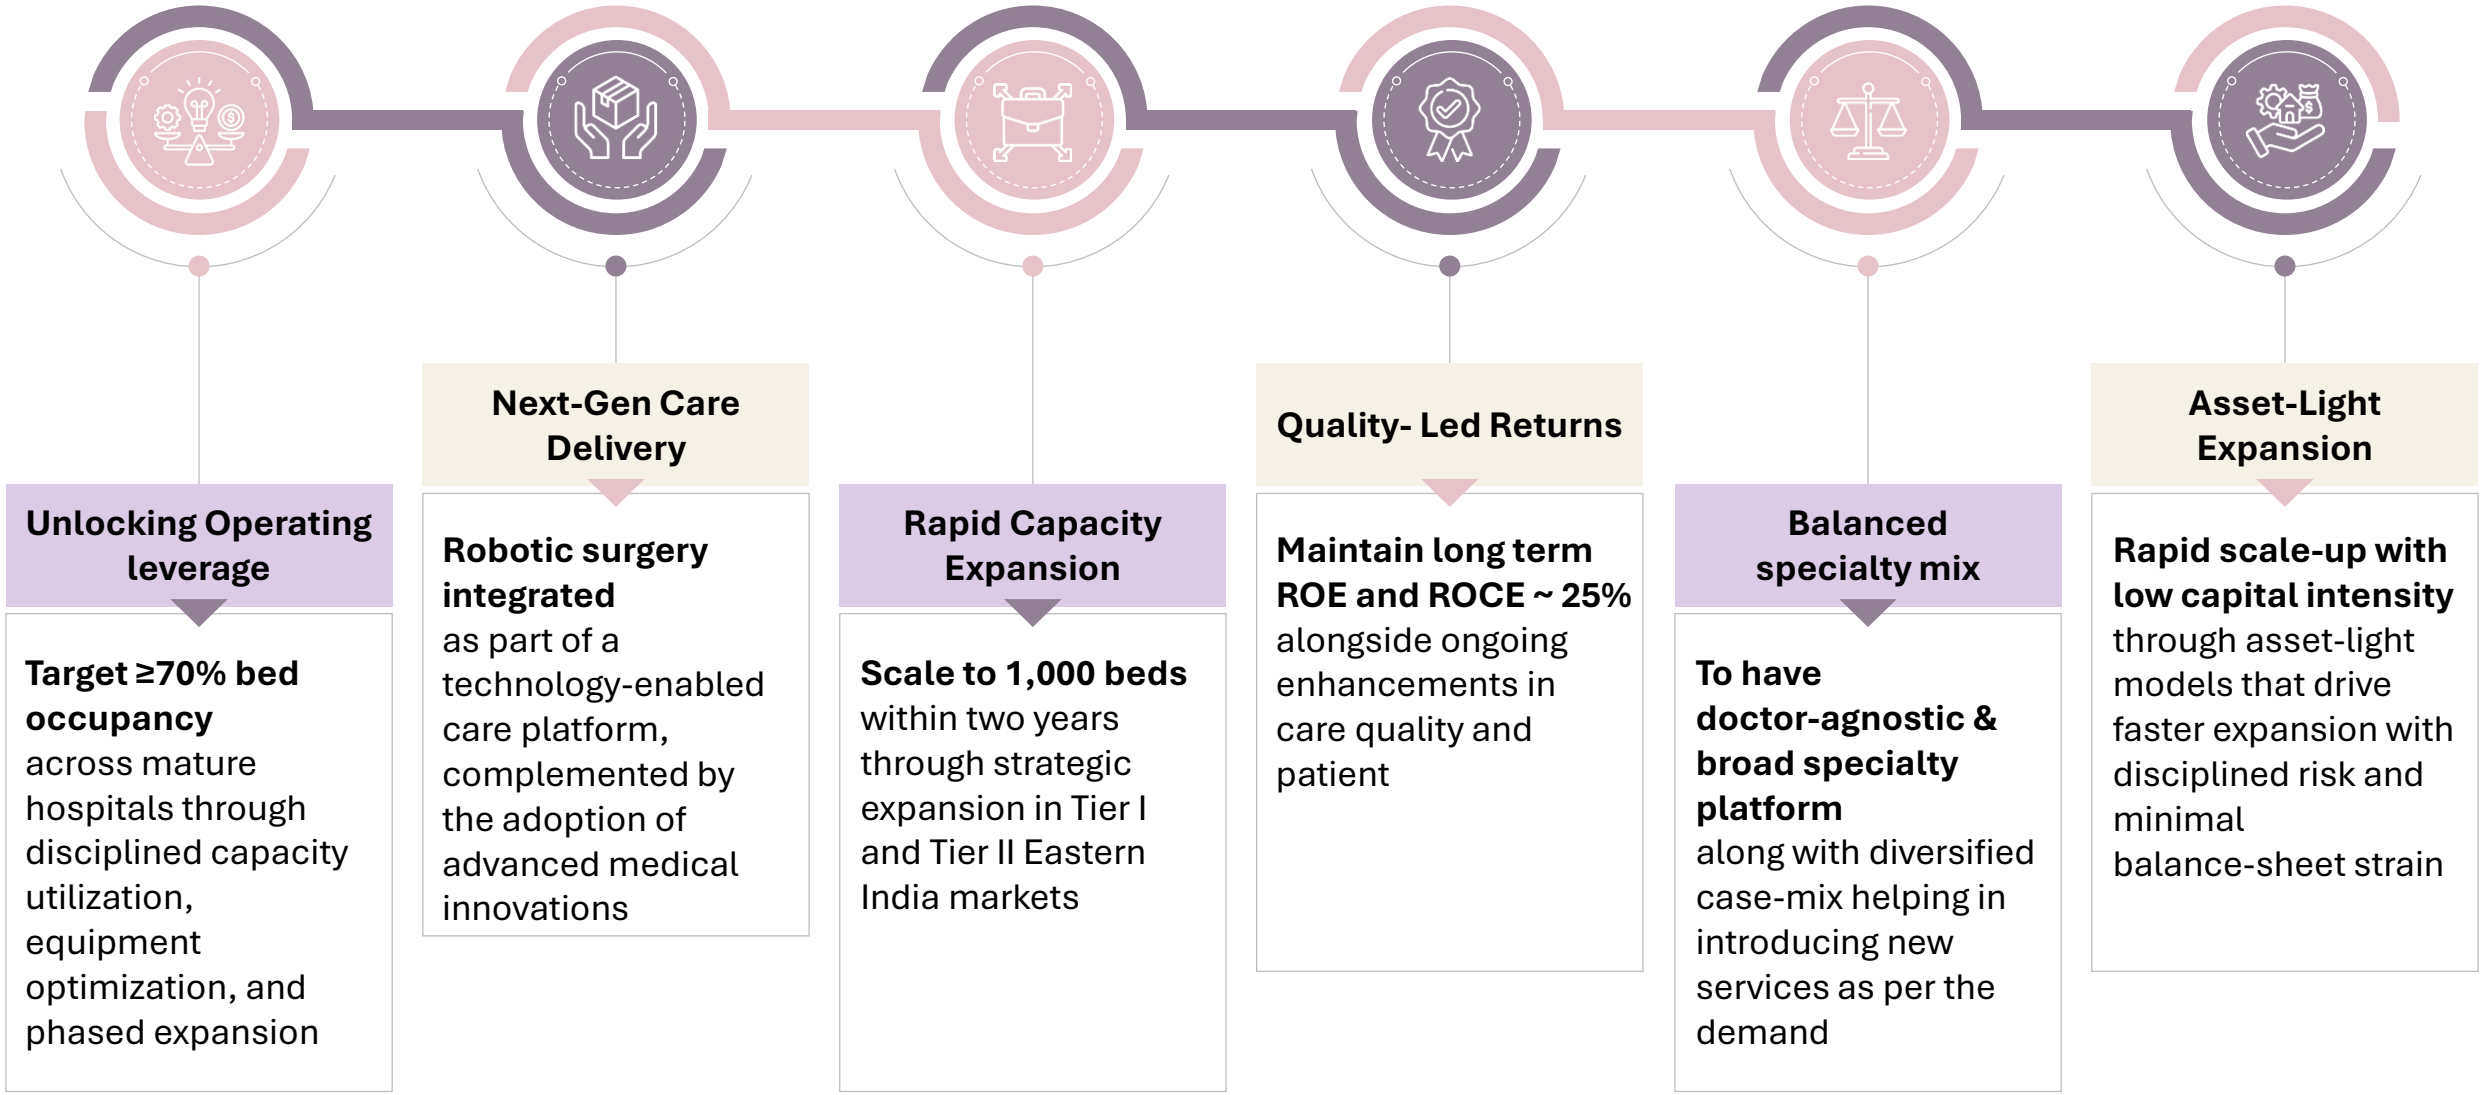 Unlocking Operating
leverage
Target ≥70% bed
occupancy
across mature
hospitals through
disciplined capacity
utilization,
equipment
optimization, and
phased expansion
Next-Gen Care
Delivery
Robotic surgery
integrated
as part of a
technology-enabled
care platform,
complemented by
the adoption of
advanced medical
innovations
Rapid Capacity
Expansion
Scale to 1,000 beds
within two years
through strategic
expansion in Tier I
and Tier II Eastern
India markets
Quality- Led Returns
Maintain long term
ROE and ROCE ~ 25%
alongside ongoing
enhancements in
care quality and
patient
Balanced
specialty mix
To have
doctor-agnostic &
broad specialty
platform
along with diversified
case-mix helping in
introducing new
services as per the
demand
Asset-Light
Expansion
Rapid scale-up with
low capital intensity
through asset-light
models that drive
faster expansion with
disciplined risk and
minimal
balance-sheet strain